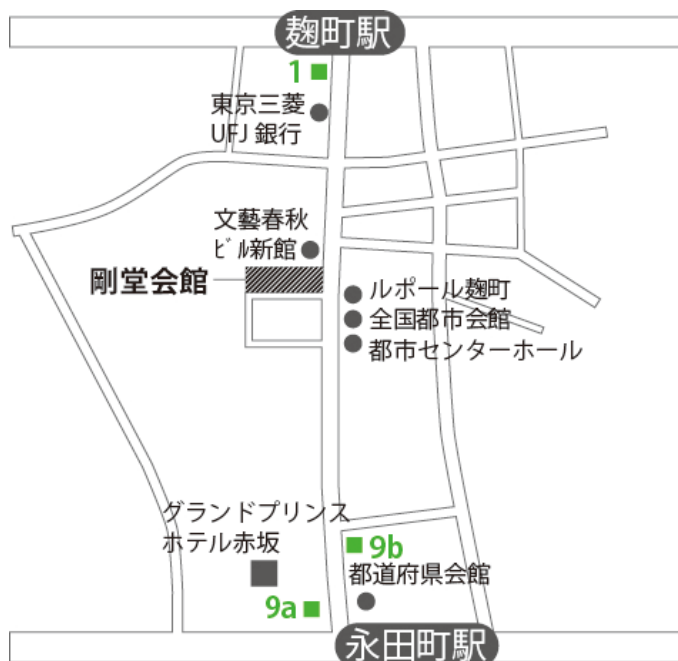 麹町駅
1
東京三菱
UFJ 銀行
文藝春秋
ビル新館
剛堂会館
ルポール麹町
全国都市会館
都市センターホール
グランドプリンス
ホテル赤坂
9b
都道府県会館
9a
永田町駅